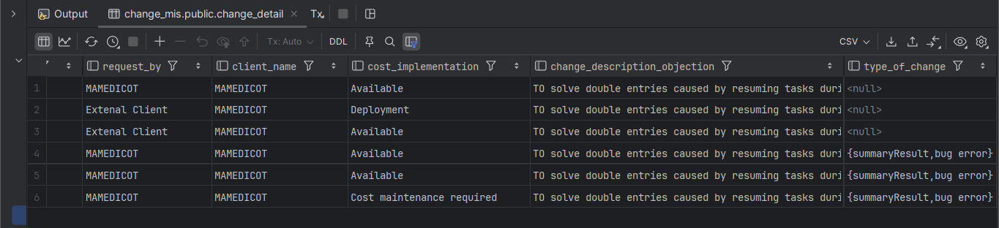 Output change_mis.public.change_detail Tx
Tx: Auto DDL CSV
request_by client_name cost_implementation change_description_objection type_of_change
1 MAMEDICOT MAMEDICOT Available TO solve double entries caused by resuming tasks duri <null>
2 Extenal Client MAMEDICOT Deployment TO solve double entries caused by resuming tasks duri <null>
3 Extenal Client MAMEDICOT Available TO solve double entries caused by resuming tasks duri <null>
4 MAMEDICOT MAMEDICOT Available TO solve double entries caused by resuming tasks duri {summaryResult,bug error}
5 MAMEDICOT MAMEDICOT Available TO solve double entries caused by resuming tasks duri {summaryResult,bug error}
6 MAMEDICOT MAMEDICOT Cost maintenance required TO solve double entries caused by resuming tasks duri {summaryResult,bug error}